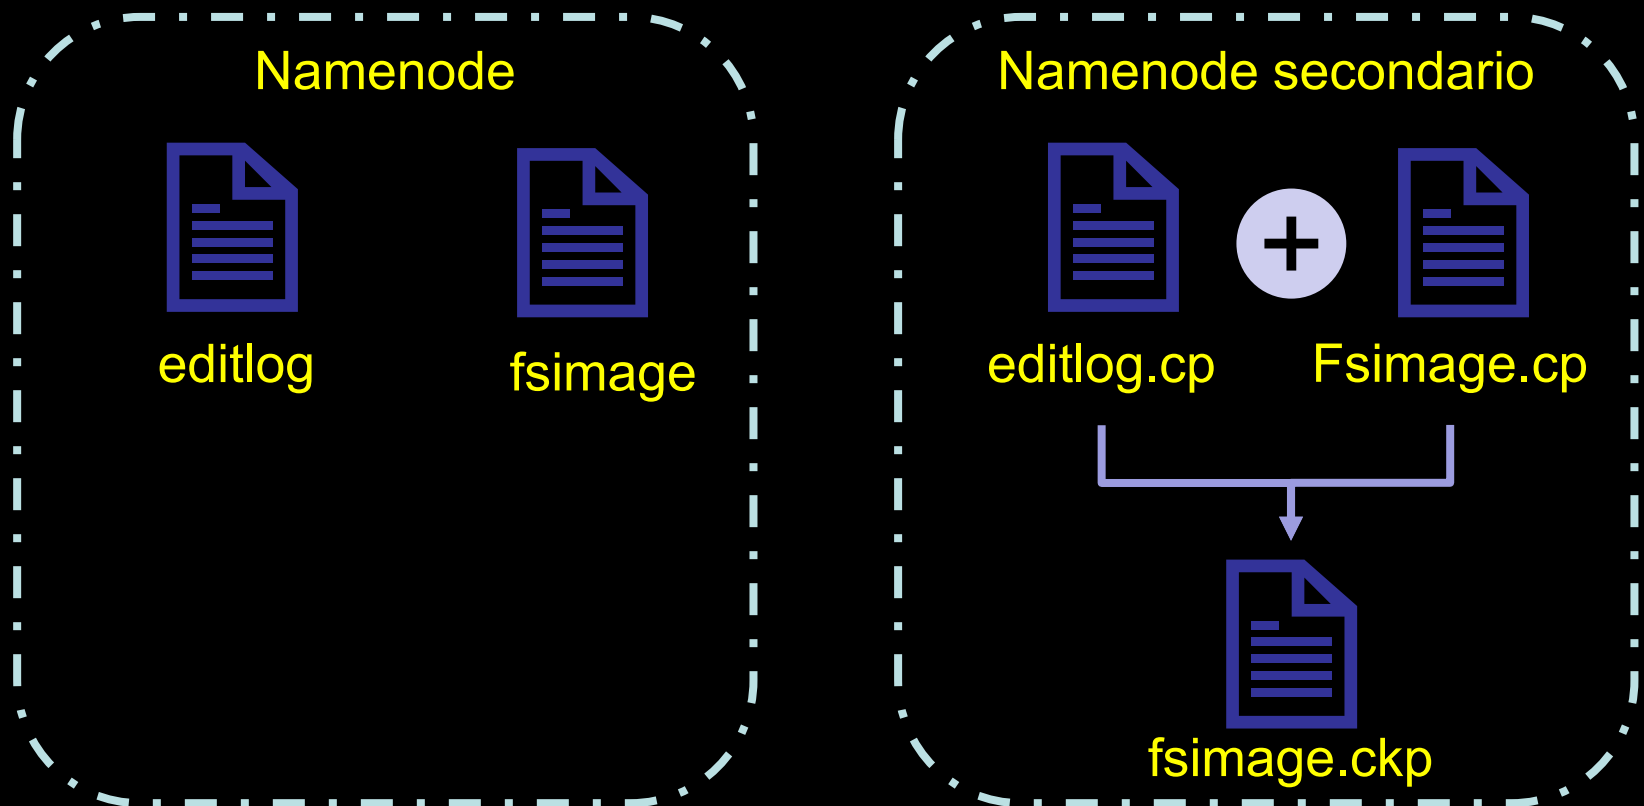 Namenode
editlog
fsimage
Namenode secondario
editlog.cp
Fsimage.cp
fsimage.ckp